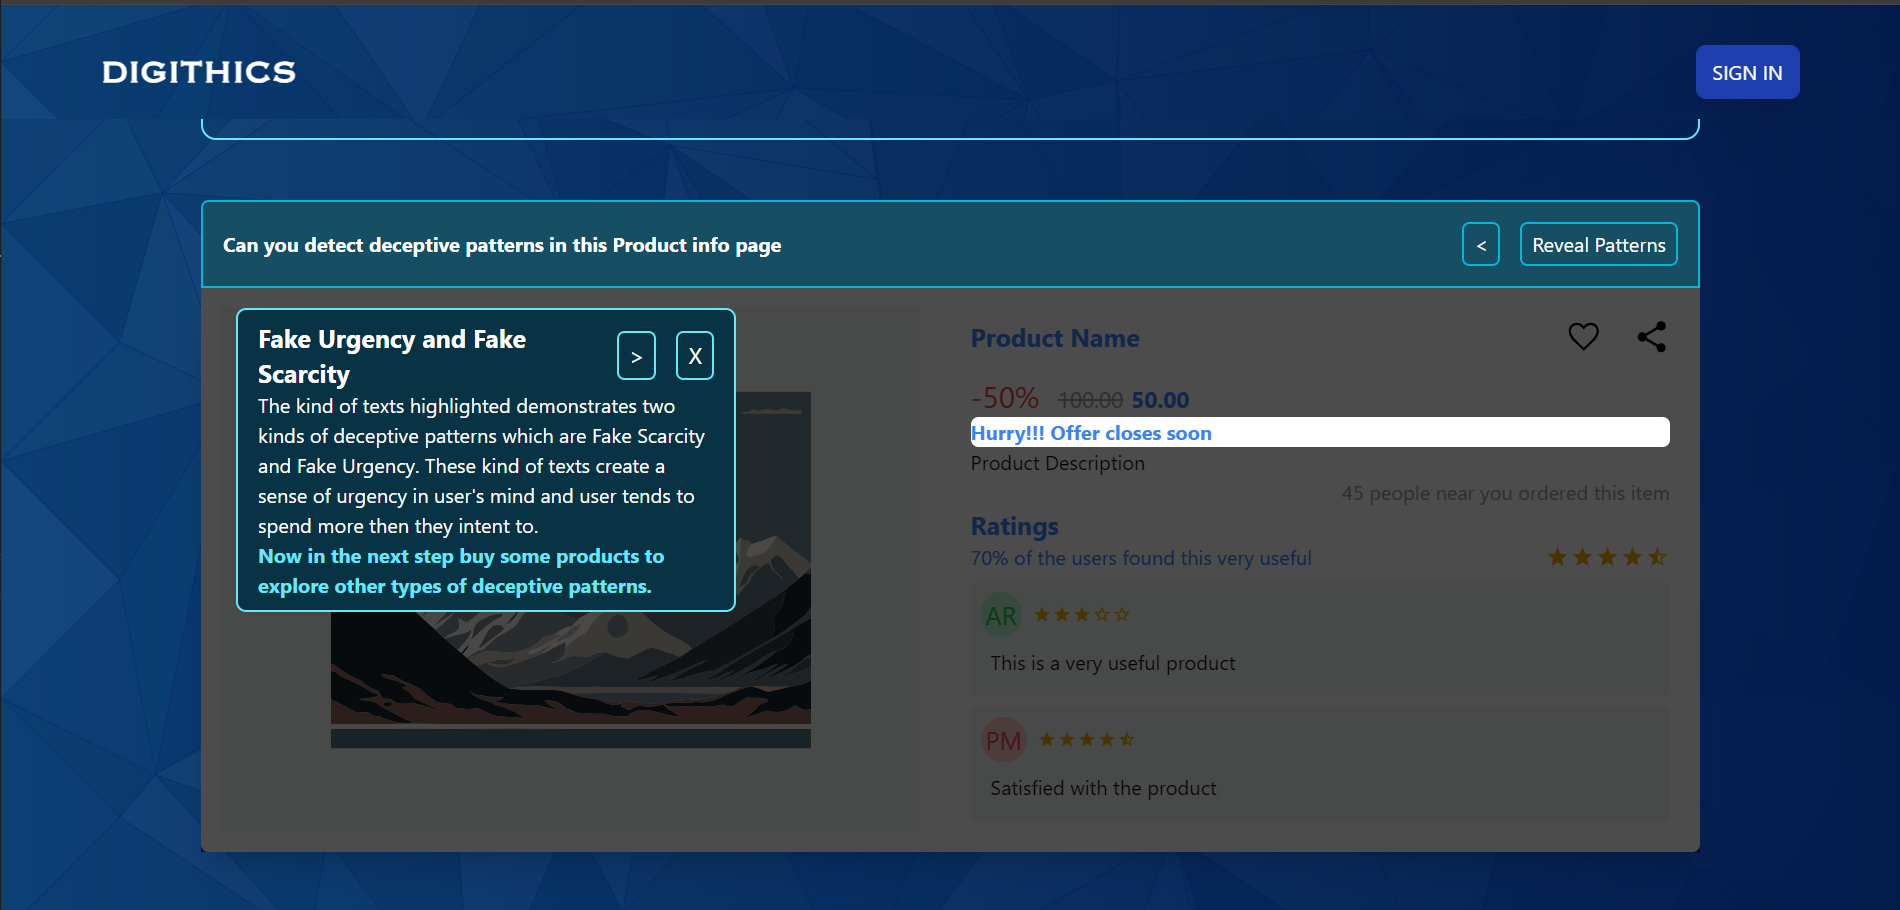 DIGITHICS
SIGN IN
Can you detect deceptive patterns in this Product info page
<
Reveal Patterns
Fake Urgency and Fake
Scarcity
>
X
The kind of texts highlighted demonstrates two
kinds of deceptive patterns which are Fake Scarcity
and Fake Urgency. These kind of texts create a
sense of urgency in user's mind and user tends to
spend more then they intent to.
Now in the next step buy some products to
explore other types of deceptive patterns.
Product Name
-50% 100.00 50.00
Hurry!!! Offer closes soon
Product Description
45 people near you ordered this item
Ratings
70% of the users found this very useful
AR
This is a very useful product
PM
Satisfied with the product